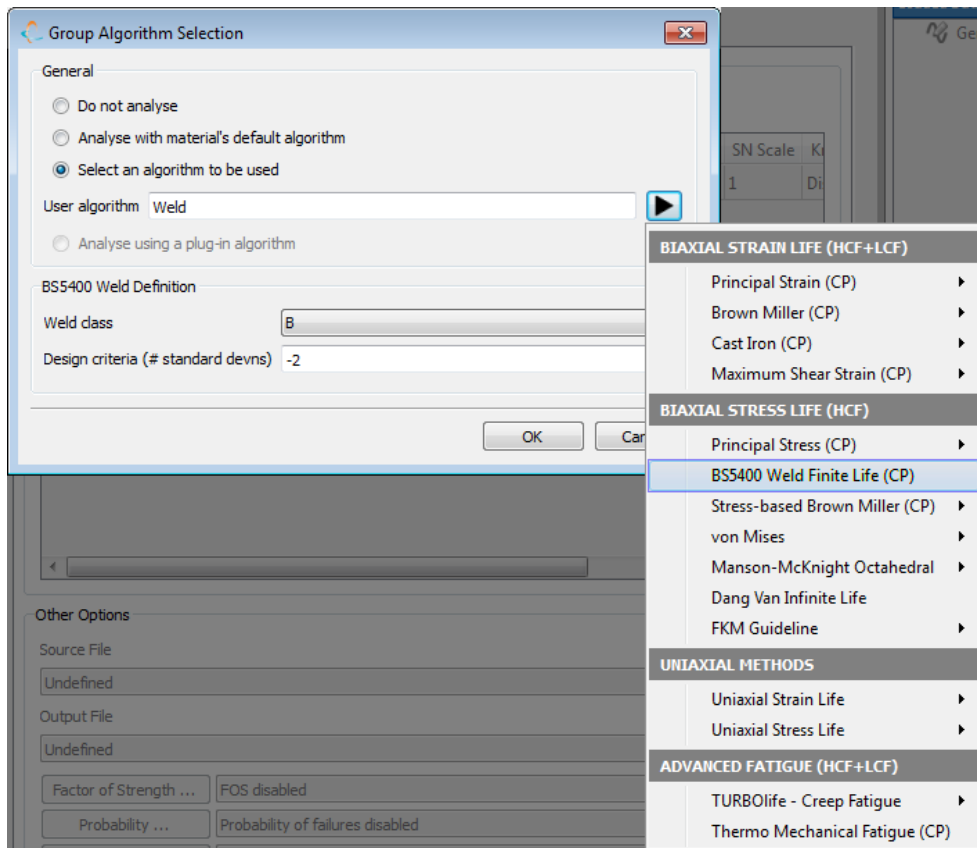 Group Algorithm Selection
General
Do not analyse
Analyse with material's default algorithm
Select an algorithm to be used
User algorithm Weld
Analyse using a plug-in algorithm
BS5400 Weld Definition
Weld class B
Design criteria (# standard devns) -2
OK
Ge
SN Scale
1
BIAXIAL STRAIN LIFE (HCF+LCF)
Principal Strain (CP)
Brown Miller (CP)
Cast Iron (CP)
Maximum Shear Strain (CP)
BIAXIAL STRESS LIFE (HCF)
Principal Stress (CP)
BS5400 Weld Finite Life (CP)
Stress-based Brown Miller (CP)
von Mises
Manson-McKnight Octahedral
Dang Van Infinite Life
FKM Guideline
UNIAXIAL METHODS
Uniaxial Strain Life
Uniaxial Stress Life
ADVANCED FATIGUE (HCF+LCF)
TURBOlife - Creep Fatigue
Thermo Mechanical Fatigue (CP)
Other Options
Source File
Undefined
Output File
Undefined
Factor of Strength ... FOS disabled
Probability ... Probability of failures disabled